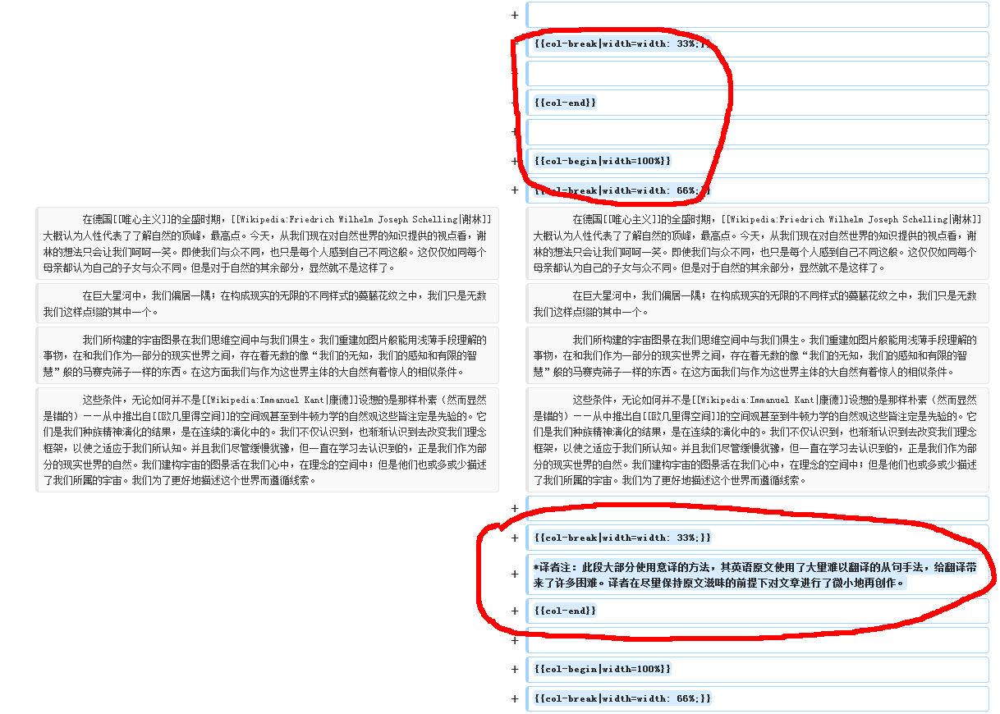 +
{{col-break|width=width: 33%;}}
{{col-end}}
+ {{col-begin|width=100%}}
+ {{col-break|width=width: 66%;}}
在德国[[唯心主义]]的全盛时期，[[Wikipedia:Friedrich Wilhelm Joseph Schelling|谢林]]
大概认为人性代表了了解自然的顶峰，最高点。今天，从我们现在对自然世界的知识提供的视点看，谢
林的想法只会让我们呵呵一笑。即使我们与众不同，也只是每个人感到自己不同这般。这仅仅如同每个
母亲都认为自己的子女与众不同。但是对于自然的其余部分，显然就不是这样了。
在德国[[唯心主义]]的全盛时期，[[Wikipedia:Friedrich Wilhelm Joseph Schelling|谢林]]
大概认为人性代表了了解自然的顶峰，最高点。今天，从我们现在对自然世界的知识提供的视点看，谢
林的想法只会让我们呵呵一笑。即使我们与众不同，也只是每个人感到自己不同这般。这仅仅如同每个
母亲都认为自己的子女与众不同。但是对于自然的其余部分，显然就不是这样了。
在巨大星河中，我们偏居一隅；在构成现实的无限的不同样式的蔓藤花纹之中，我们只是无数
我们这样点缀的其中一个。
在巨大星河中，我们偏居一隅；在构成现实的无限的不同样式的蔓藤花纹之中，我们只是无数
我们这样点缀的其中一个。
我们所构建的宇宙图景在我们思维空间中与我们俱生。我们重建如图片般能用浅薄手段理解的
事物，在和我们作为一部分的现实世界之间，存在着无数的像“我们的无知，我们的感知和有限的智
慧”般的马赛克筛子一样的东西。在这方面我们与作为这世界主体的大自然有着惊人的相似条件。
我们所构建的宇宙图景在我们思维空间中与我们俱生。我们重建如图片般能用浅薄手段理解的
事物，在和我们作为一部分的现实世界之间，存在着无数的像“我们的无知，我们的感知和有限的智
慧”般的马赛克筛子一样的东西。在这方面我们与作为这世界主体的大自然有着惊人的相似条件。
这些条件，无论如何并不是[[Wikipedia:Immanuel Kant|康德]]设想的是那样朴素（然而显然
是错的）——从中推出自[[欧几里得空间]]的空间观甚至到牛顿力学的自然观这些皆注定是先验的。它
们是我们种族精神演化的结果，是在连续的演化中的。我们不仅认识到，也渐渐认识到去改变我们理念
框架，以使之适应于我们所认知。并且我们尽管缓慢犹豫，但一直在学习去认识到的，正是我们作为部
分的现实世界的自然。我们建构宇宙的图景活在我们心中，在理念的空间中；但是他们也或多或少描述
了我们所属的宇宙。我们为了更好地描述这个世界而遵循线索。
这些条件，无论如何并不是[[Wikipedia:Immanuel Kant|康德]]设想的是那样朴素（然而显然
是错的）——从中推出自[[欧几里得空间]]的空间观甚至到牛顿力学的自然观这些皆注定是先验的。它
们是我们种族精神演化的结果，是在连续的演化中的。我们不仅认识到，也渐渐认识到去改变我们理念
框架，以使之适应于我们所认知。并且我们尽管缓慢犹豫，但一直在学习去认识到的，正是我们作为部
分的现实世界的自然。我们建构宇宙的图景活在我们心中，在理念的空间中；但是他们也或多或少描述
了我们所属的宇宙。我们为了更好地描述这个世界而遵循线索。
+
+ {{col-break|width=width: 33%;}}
+ *译者注：此段大部分使用意译的方法，其英语原文使用了大量难以翻译的从句手法，给翻译带
来了许多困难。译者在尽量保持原文滋味的前提下对文章进行了微小地再创作。
+ {{col-end}}
+
+ {{col-begin|width=100%}}
+ {{col-break|width=width: 66%;}}